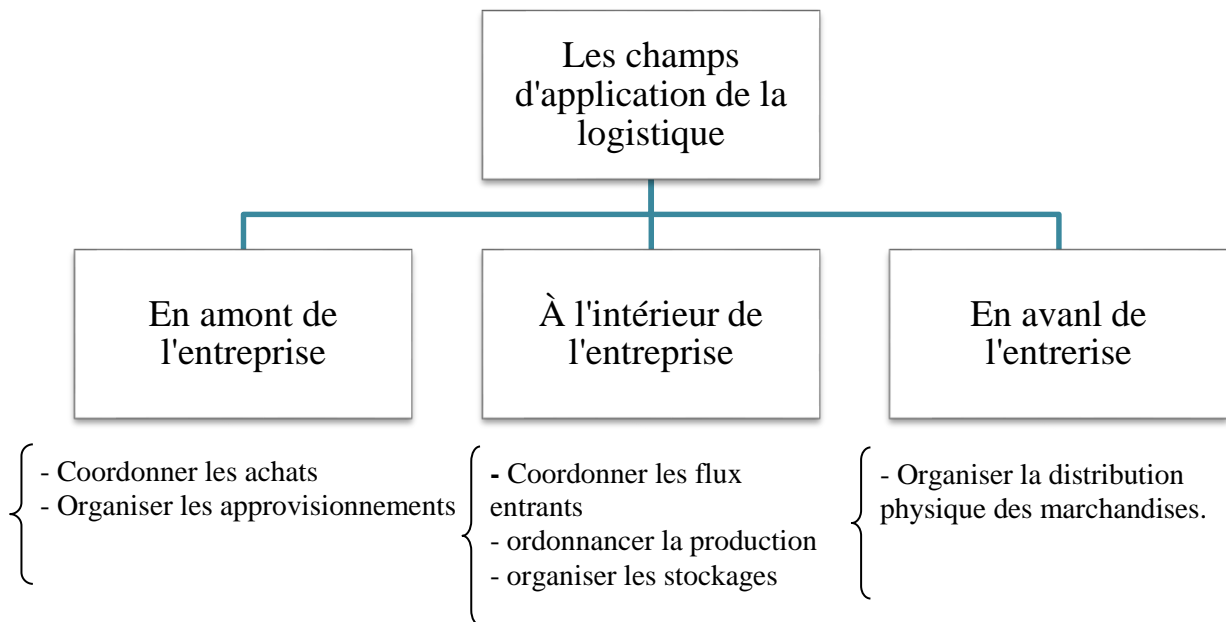 Les champs
d'application de la
logistique
En amont de
l'entreprise
À l'intérieur de
l'entreprise
En avanl de
l'entrerise
- Coordonner les achats
- Organiser les approvisionnements
- Coordonner les flux
entrants
- ordonnancer la production
- organiser les stockages
- Organiser la distribution
physique des marchandises.